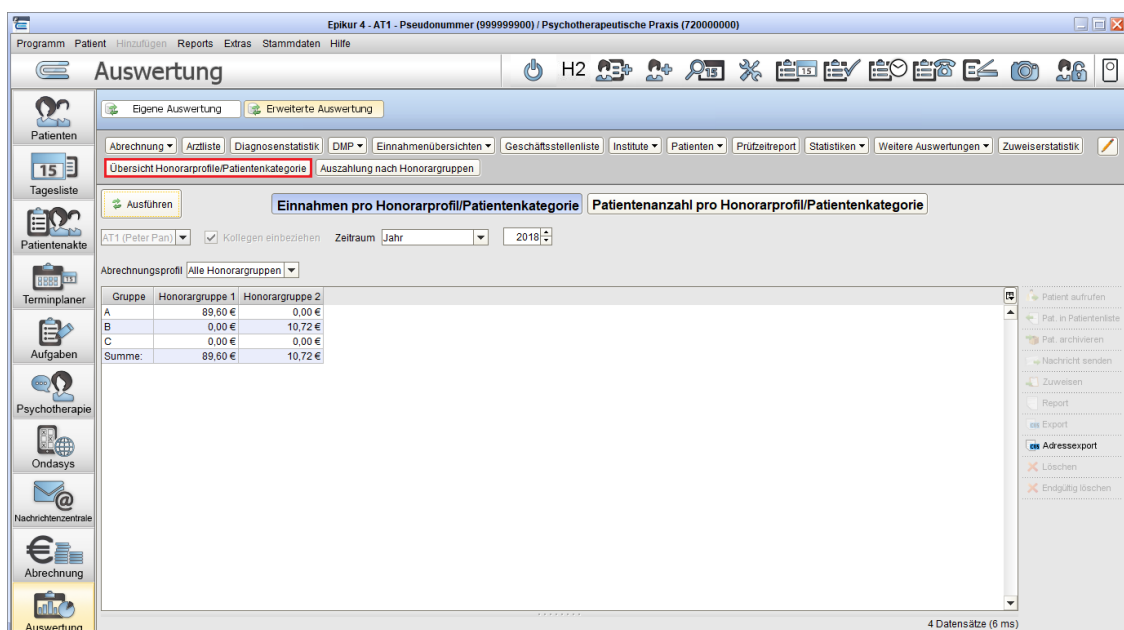 Epikur 4 - AT1 - Pseudonummer (999999900) / Psychotherapeutische Praxis (720000000)
Programm Patient Hinzufügen Reports Extras Stammdaten Hilfe
Auswertung
H2
15
15
Patienten
15
Tagesliste
Patientenakte
Terminplaner
Aufgaben
Psychotherapie
Ondasys
Nachrichtenzentrale
Abrechnung
Auswertung
Eigene Auswertung Erweiterte Auswertung
Abrechnung Arztliste Diagnosenstatistik DMP Einnahmenübersichten Geschäftsstellenliste Institute Patienten Prüfzeitreport Statistiken Weitere Auswertungen Zuweiserstatistik
Übersicht Honorarprofile/Patientenkategorie Auszahlung nach Honorargruppen
Ausführen Einnahmen pro Honorarprofil/Patientenkategorie Patientenanzahl pro Honorarprofil/Patientenkategorie
AT1 (Peter Pan) Kollegen einbeziehen Zeitraum Jahr 2018
Abrechnungsprofil Alle Honorargruppen
Gruppe Honorargruppe 1 Honorargruppe 2
A 89,60 € 0,00 €
B 0,00 € 10,72 €
C 0,00 € 0,00 €
Summe: 89,60 € 10,72 €
Patient aufrufen
Pat. in Patientenliste
Pat. archivieren
Nachricht senden
Zuweisen
Report
Export
Adressexport
Löschen
Endgültig löschen
4 Datensätze (6 ms)